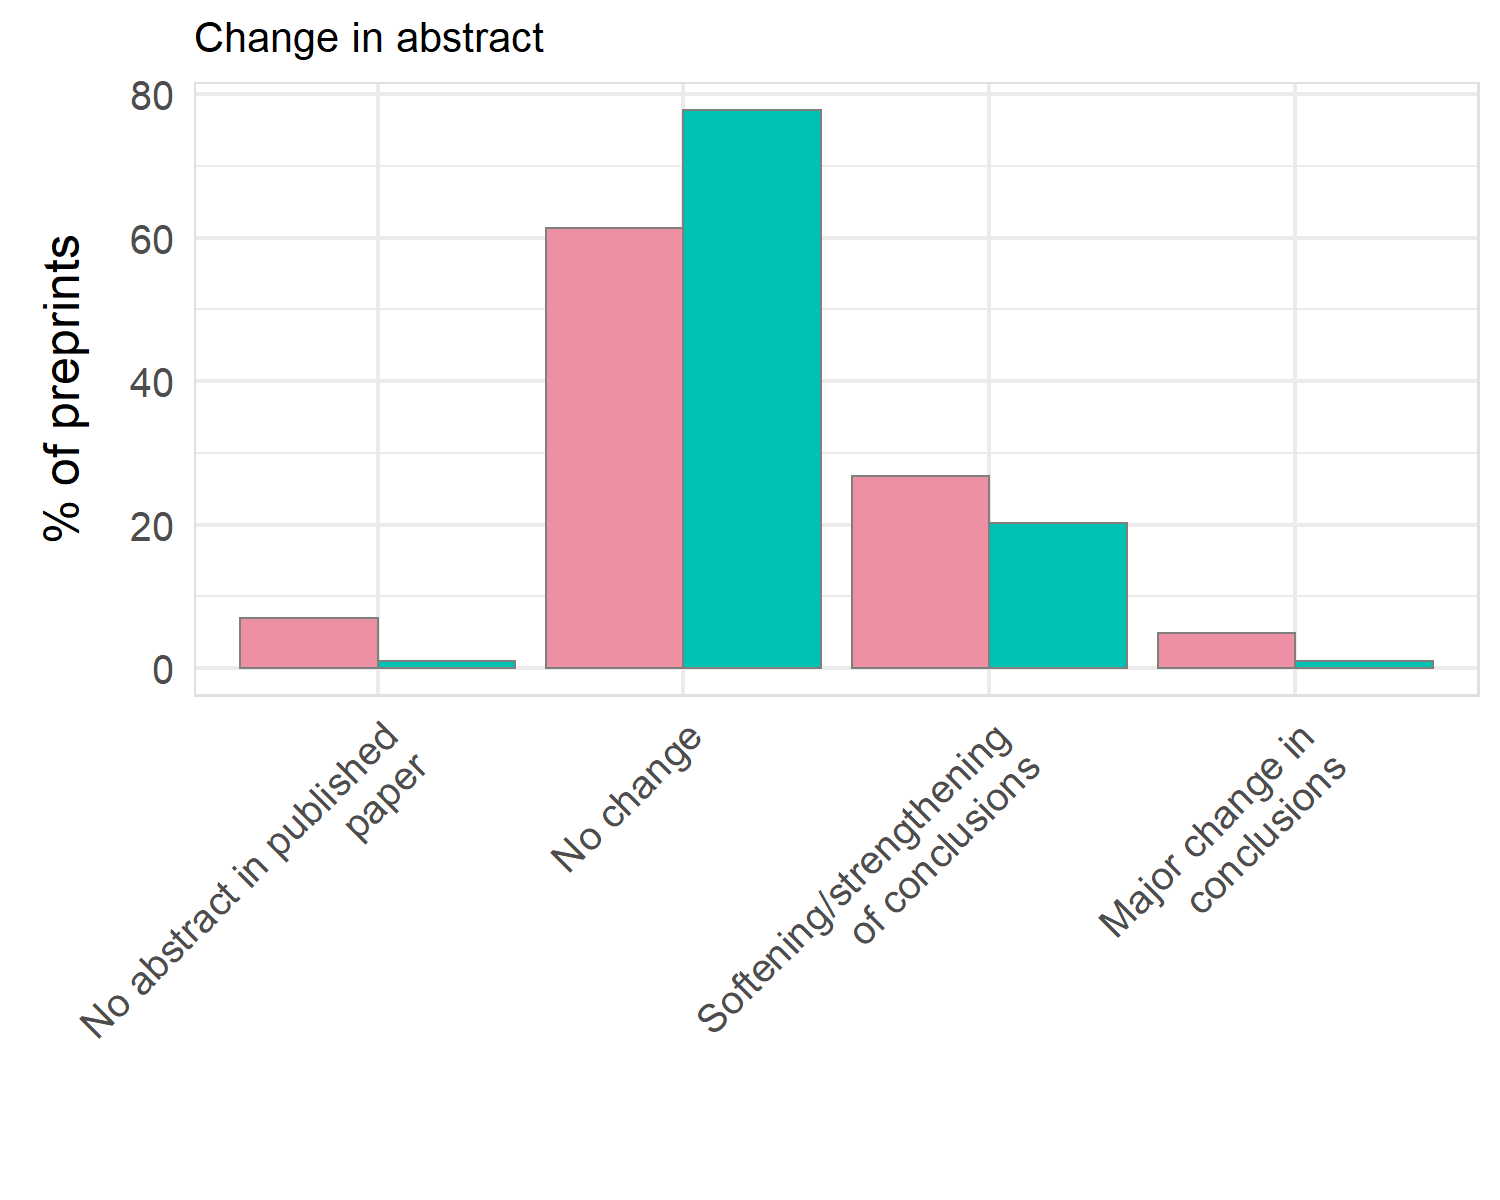 Change in abstract
% of preprints
80
60
40
20
0
No abstract in published
paper
No change
Softening/strengthening
of conclusions
Major change in
conclusions